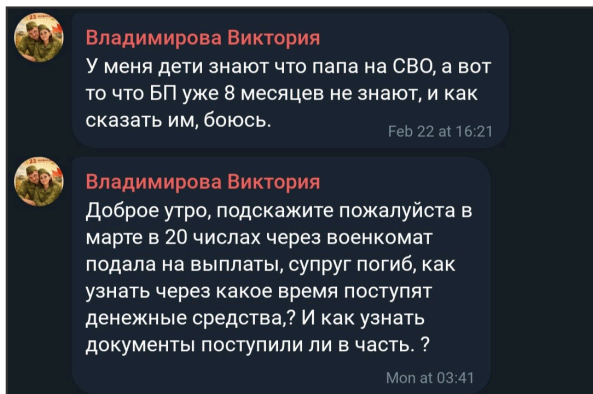 Владимирова Виктория
У меня дети знают что папа на СВО, а вот
то что БП уже 8 месяцев не знают, и как
сказать им, боюсь.
Feb 22 at 16:21
Владимирова Виктория
Доброе утро, подскажите пожалуйста в
марте в 20 числах через военкомат
подала на выплаты, супруг погиб, как
узнать через какое время поступят
денежные средства,? И как узнать
документы поступили ли в часть. ?
Mon at 03:41